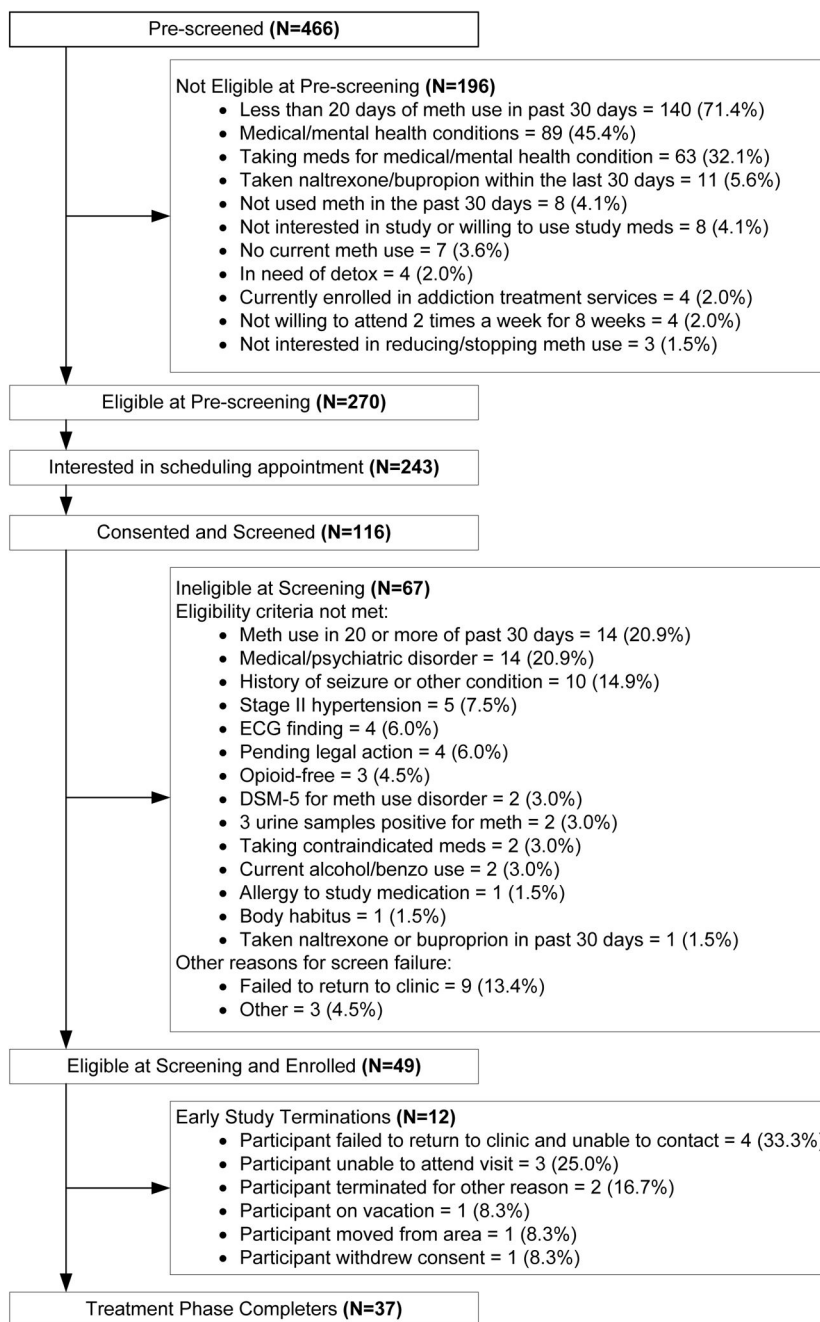 Pre-screened (N=466)
Not Eligible at Pre-screening (N=196)
• Less than 20 days of meth use in past 30 days = 140 (71.4%)
• Medical/mental health conditions = 89 (45.4%)
• Taking meds for medical/mental health condition = 63 (32.1%)
• Taken naltrexone/bupropion within the last 30 days = 11 (5.6%)
• Not used meth in the past 30 days = 8 (4.1%)
• Not interested in study or willing to use study meds = 8 (4.1%)
• No current meth use = 7 (3.6%)
• In need of detox = 4 (2.0%)
• Currently enrolled in addiction treatment services = 4 (2.0%)
• Not willing to attend 2 times a week for 8 weeks = 4 (2.0%)
• Not interested in reducing/stopping meth use = 3 (1.5%)
Eligible at Pre-screening (N=270)
Interested in scheduling appointment (N=243)
Consented and Screened (N=116)
Ineligible at Screening (N=67)
Eligibility criteria not met:
• Meth use in 20 or more of past 30 days = 14 (20.9%)
• Medical/psychiatric disorder = 14 (20.9%)
• History of seizure or other condition = 10 (14.9%)
• Stage II hypertension = 5 (7.5%)
• ECG finding = 4 (6.0%)
• Pending legal action = 4 (6.0%)
• Opioid-free = 3 (4.5%)
• DSM-5 for meth use disorder = 2 (3.0%)
• 3 urine samples positive for meth = 2 (3.0%)
• Taking contraindicated meds = 2 (3.0%)
• Current alcohol/benzo use = 2 (3.0%)
• Allergy to study medication = 1 (1.5%)
• Body habitus = 1 (1.5%)
• Taken naltrexone or buproprion in past 30 days = 1 (1.5%)
Other reasons for screen failure:
• Failed to return to clinic = 9 (13.4%)
• Other = 3 (4.5%)
Eligible at Screening and Enrolled (N=49)
Early Study Terminations (N=12)
• Participant failed to return to clinic and unable to contact = 4 (33.3%)
• Participant unable to attend visit = 3 (25.0%)
• Participant terminated for other reason = 2 (16.7%)
• Participant on vacation = 1 (8.3%)
• Participant moved from area = 1 (8.3%)
• Participant withdrew consent = 1 (8.3%)
Treatment Phase Completers (N=37)